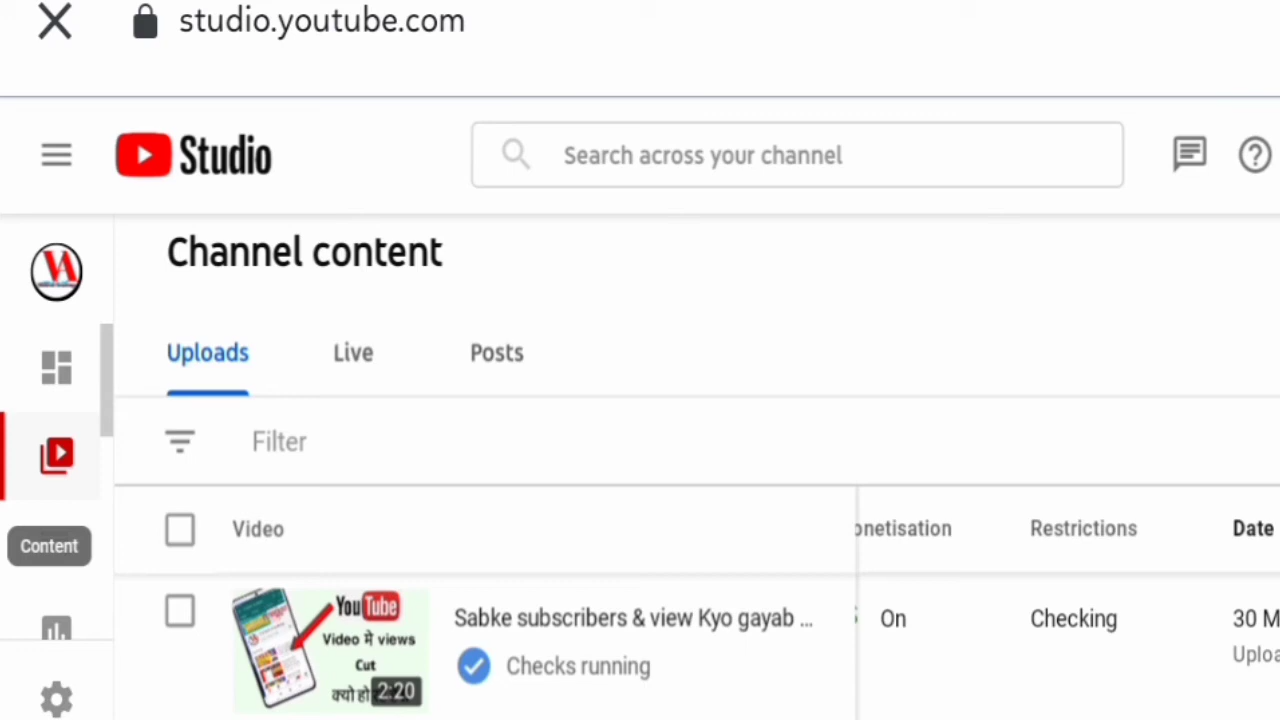 studio.youtube.com
Studio
Search across your channel
Channel content
Uploads Live Posts
Filter
Video onetisation Restrictions Date
Content
YouTube
Video मे views
Cut
क्यो हो
2:20
Sabke subscribers & view Kyo gayab ...
Checks running
On Checking 30 M
Uploa